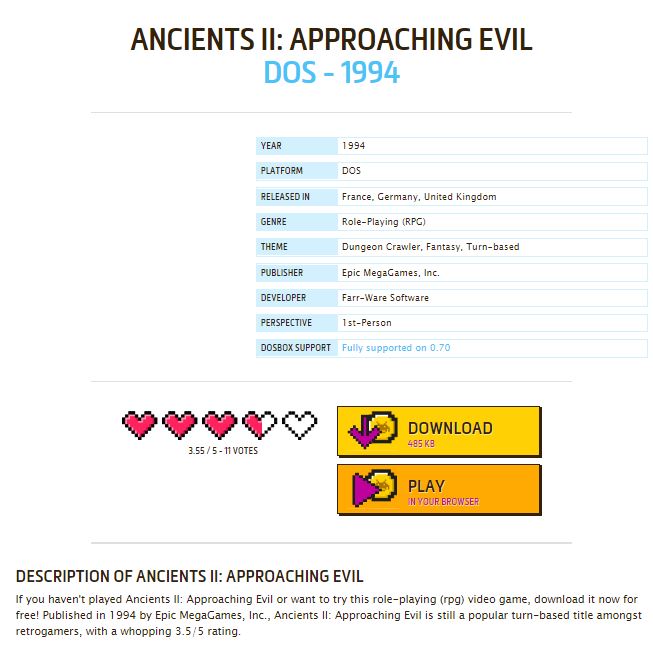 ANCIENTS II: APPROACHING EVIL
DOS - 1994
YEAR 1994
PLATFORM DOS
RELEASED IN France, Germany, United Kingdom
GENRE Role-Playing (RPG)
THEME Dungeon Crawler, Fantasy, Turn-based
PUBLISHER Epic MegaGames, Inc.
DEVELOPER Farr-Ware Software
PERSPECTIVE 1st-Person
DOSBOX SUPPORT Fully supported on 0.70
3.55 / 5 - 11 VOTES
DOWNLOAD
485 KB
PLAY
IN YOUR BROWSER
DESCRIPTION OF ANCIENTS II: APPROACHING EVIL
If you haven't played Ancients II: Approaching Evil or want to try this role-playing (rpg) video game, download it now for
free! Published in 1994 by Epic MegaGames, Inc., Ancients II: Approaching Evil is still a popular turn-based title amongst
retrogamers, with a whopping 3.5/5 rating.